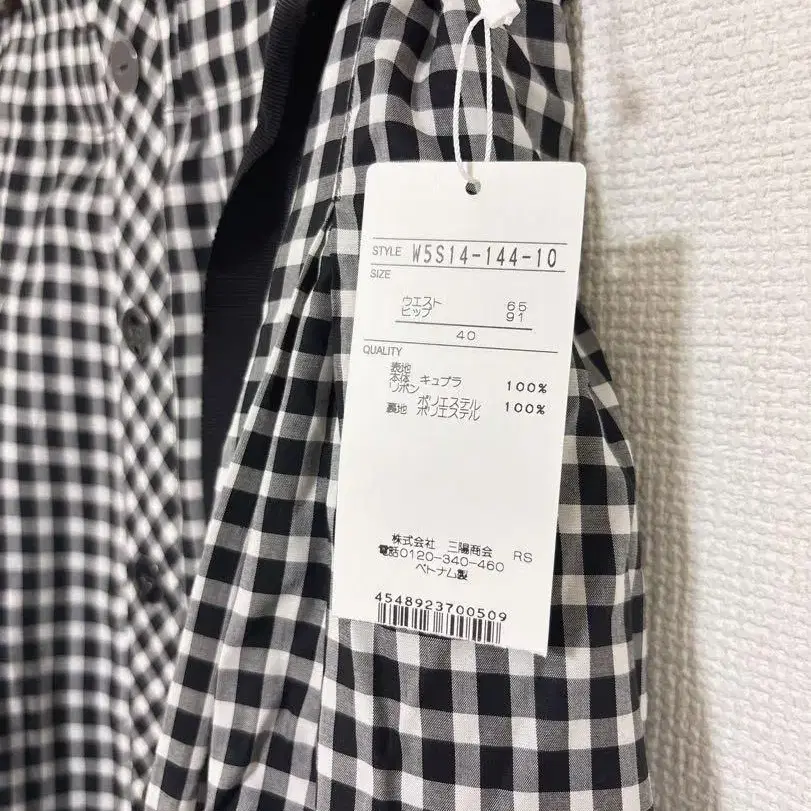 STYLE W5S14-144-10
SIZE
ウエスト 65
ヒップ 91
40
QUALITY
表地
本体 キュプラ 100%
リボン ポリエステル 100%
裏地 ポリエステル
株式会社 三陽商会 RS
電話0120-340-460
ベトナム製
4548923700509